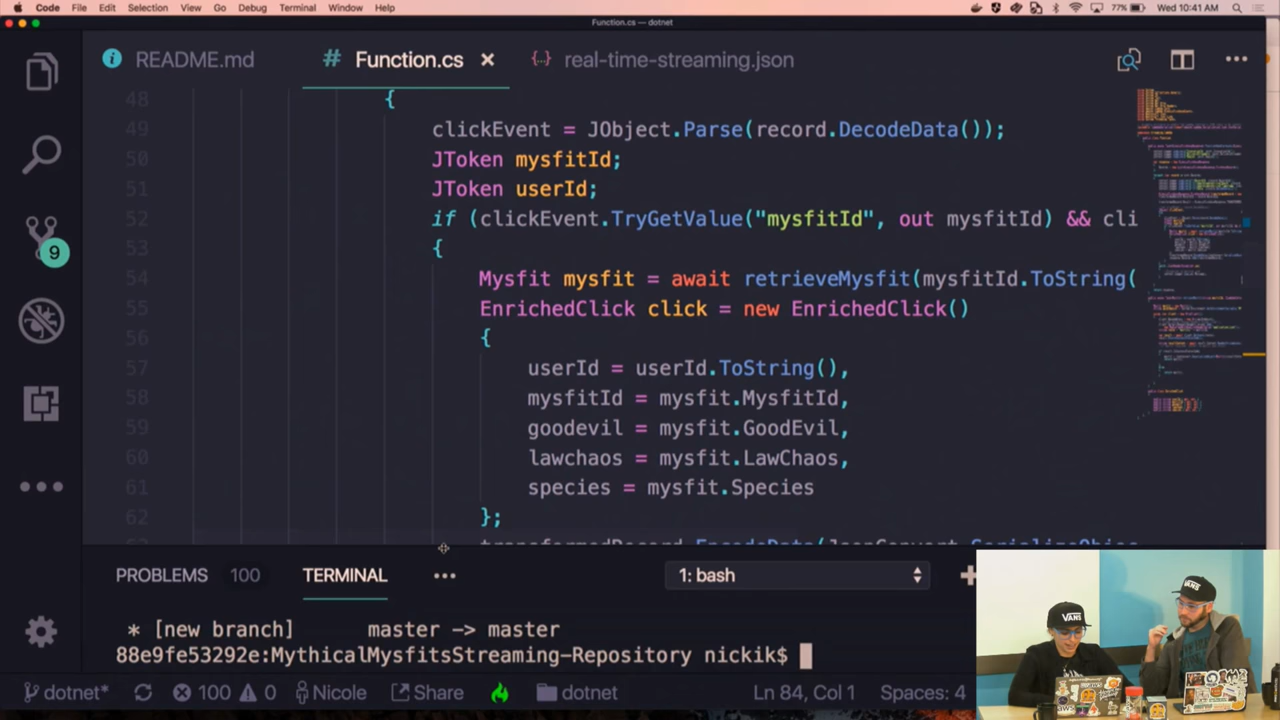 Code File Edit Selection View Go Debug Terminal Window Help 77% Wed 10:41 AM
Function.cs — dotnet
README.md # Function.cs × {} real-time-streaming.json
48 {
49 clickEvent = JObject.Parse(record.DecodeData());
50 JToken mysfitId;
51 JToken userId;
52 if (clickEvent.TryGetValue("mysfitId", out mysfitId) && cli
53 {
54 Mysfit mysfit = await retrieveMysfit(mysfitId.ToString(
55 EnrichedClick click = new EnrichedClick()
56 {
57 userId = userId.ToString(),
58 mysfitId = mysfit.MysfitId,
59 goodevil = mysfit.GoodEvil,
60 lawchaos = mysfit.LawChaos,
61 species = mysfit.Species
62 };
9
PROBLEMS 100 TERMINAL ... 1: bash
* [new branch] master -> master
88e9fe53292e:MythicalMysfitsStreaming-Repository nickik$
dotnet* 100 0 Nicole Share dotnet Ln 84, Col 1 Spaces: 4
VANS
VANS